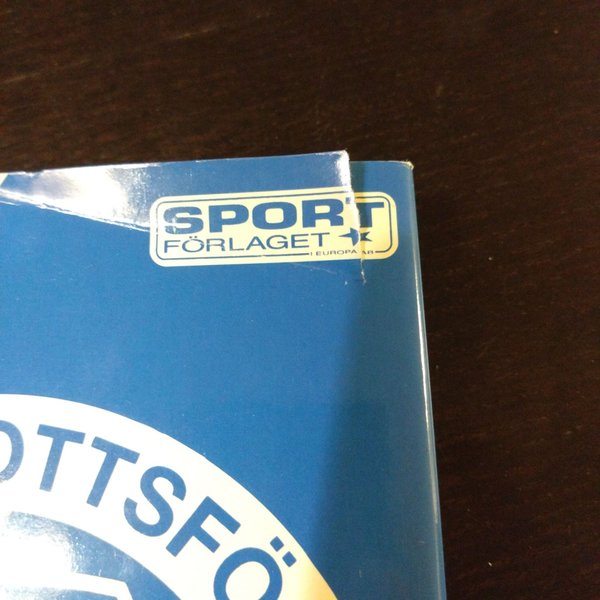 SPORT
FÖRLAGET
I EUROPA AB
OTTSFÖ